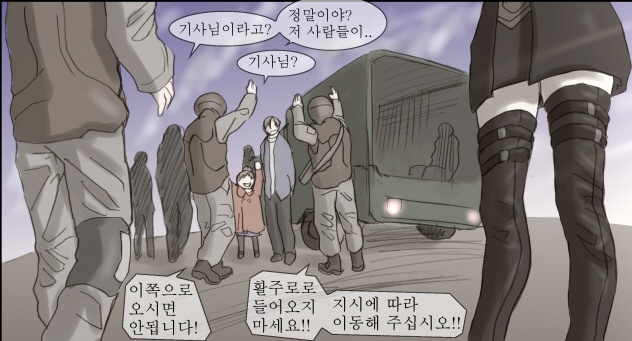 기사님이라고?
정말이야?
저 사람들이..
기사님?
이쪽으로
오시면
안됩니다!
활주로로
들어오지
마세요!!
지시에 따라
이동해 주십시오!!